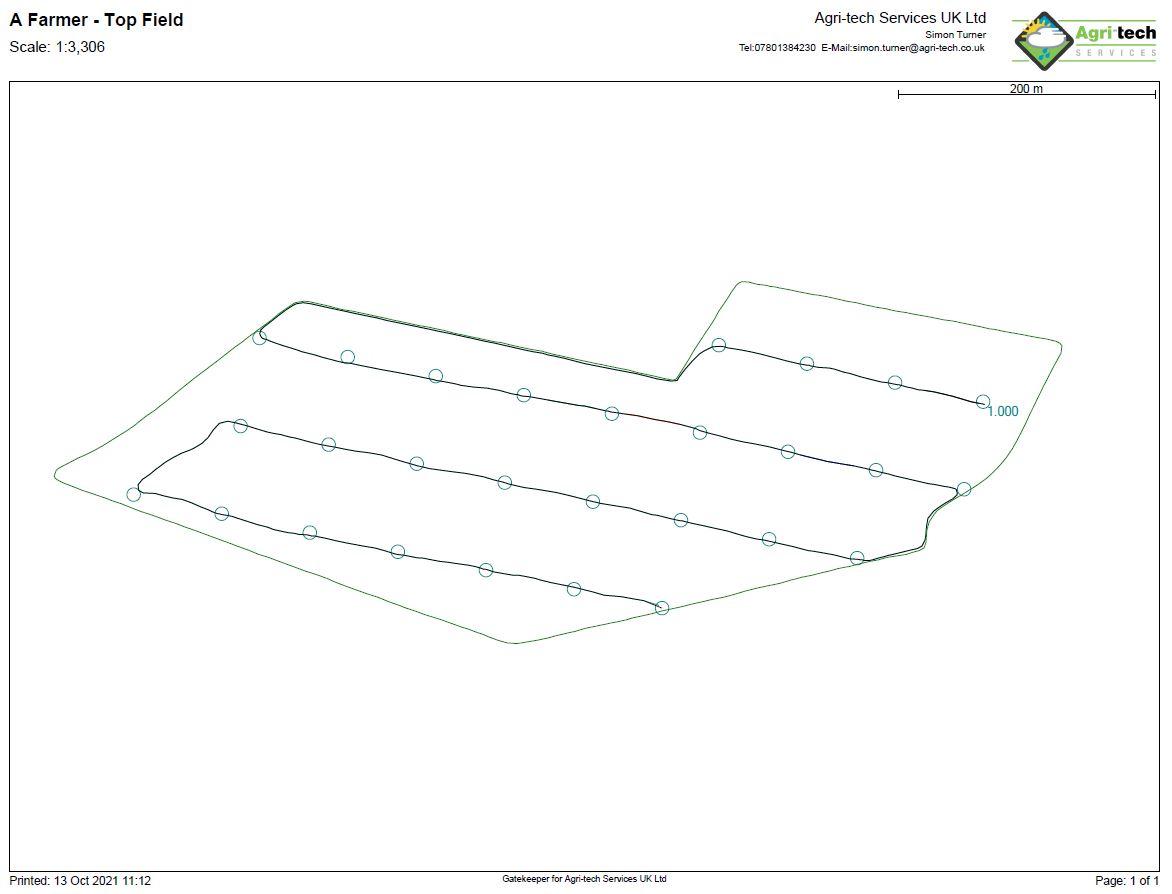 A Farmer - Top Field
Scale: 1:3,306
Agri-tech Services UK Ltd
Simon Turner
Tel:07801384230 E-Mail:simon.turner@agri-tech.co.uk
Agri-tech
SERVICES
200 m
1.000
Printed: 13 Oct 2021 11:12
Gatekeeper for Agri-tech Services UK Ltd
Page: 1 of 1